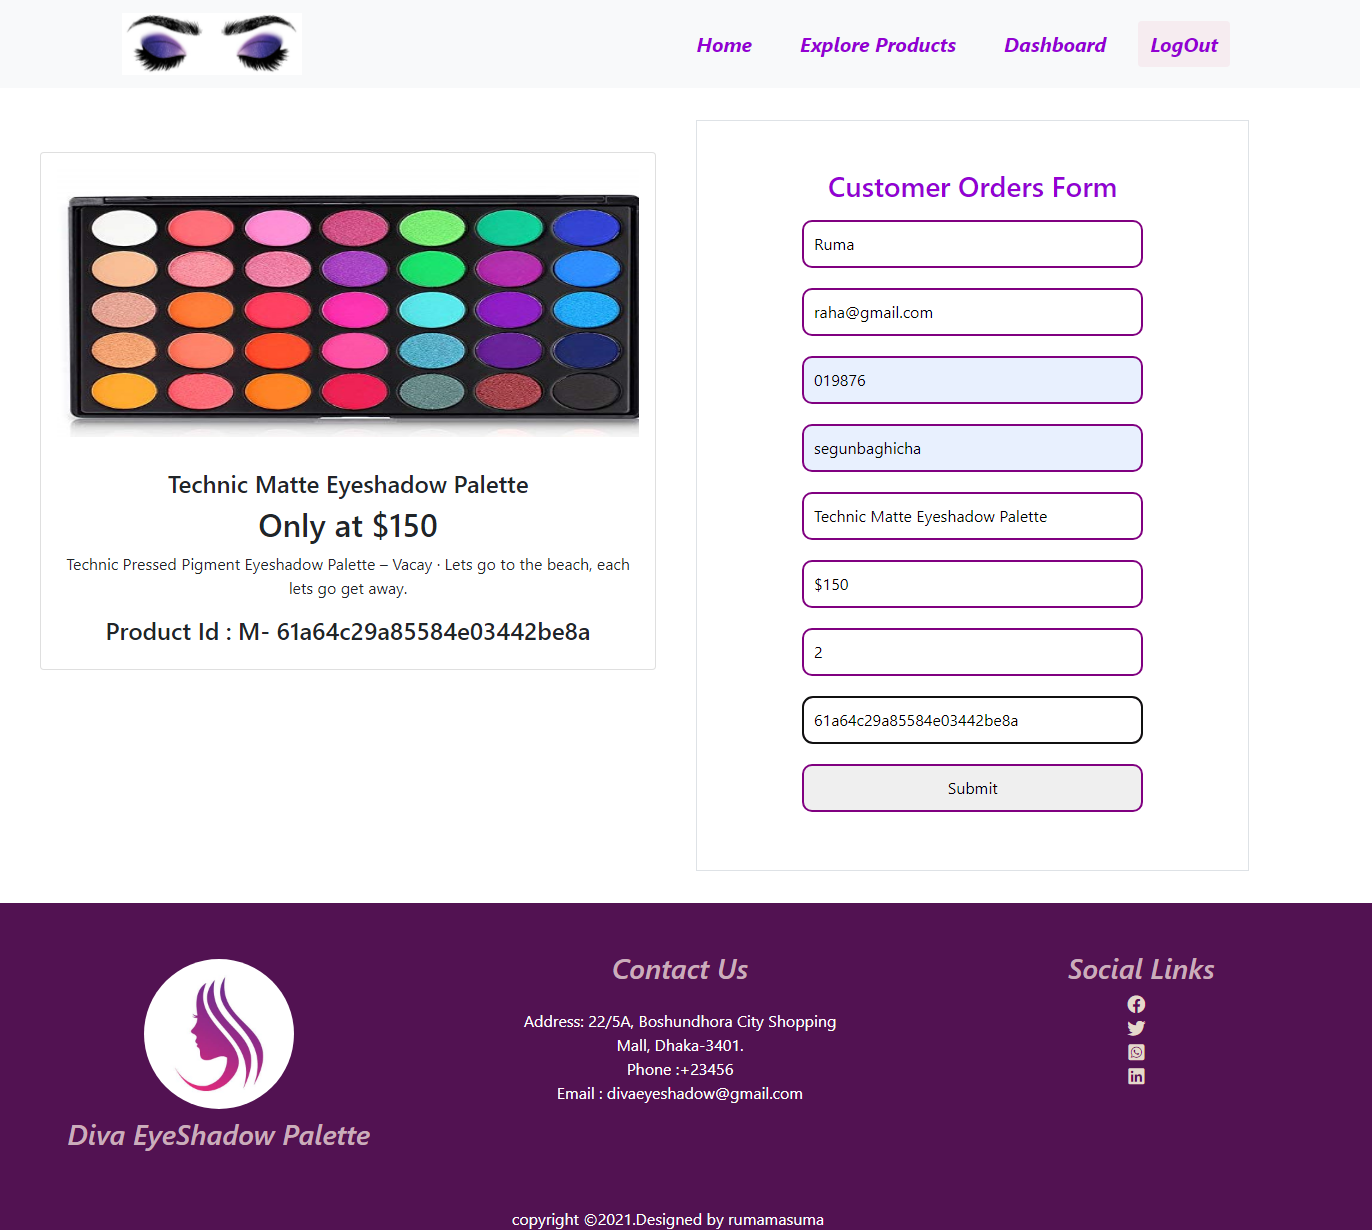 Home Explore Products Dashboard LogOut
Technic Matte Eyeshadow Palette
Only at $150
Technic Pressed Pigment Eyeshadow Palette – Vacay · Lets go to the beach, each
lets go get away.
Product Id : M- 61a64c29a85584e03442be8a
Customer Orders Form
Ruma
raha@gmail.com
019876
segunbaghicha
Technic Matte Eyeshadow Palette
$150
2
61a64c29a85584e03442be8a
Submit
Diva EyeShadow Palette
Contact Us
Address: 22/5A, Boshundhora City Shopping
Mall, Dhaka-3401.
Phone :+23456
Email : divaeyeshadow@gmail.com
Social Links
copyright ©2021.Designed by rumamasuma